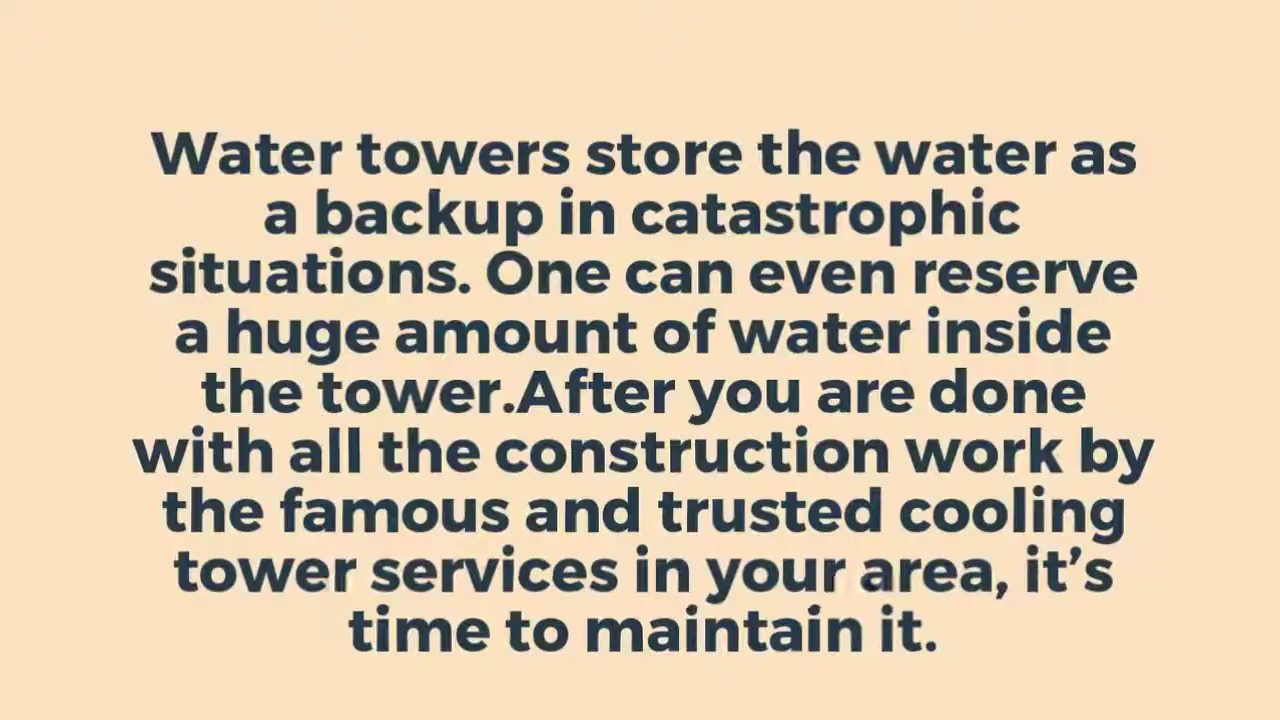 Water towers store the water as
a backup in catastrophic
situations. One can even reserve
a huge amount of water inside
the tower.After you are done
with all the construction work by
the famous and trusted cooling
tower services in your area, it’s
time to maintain it.